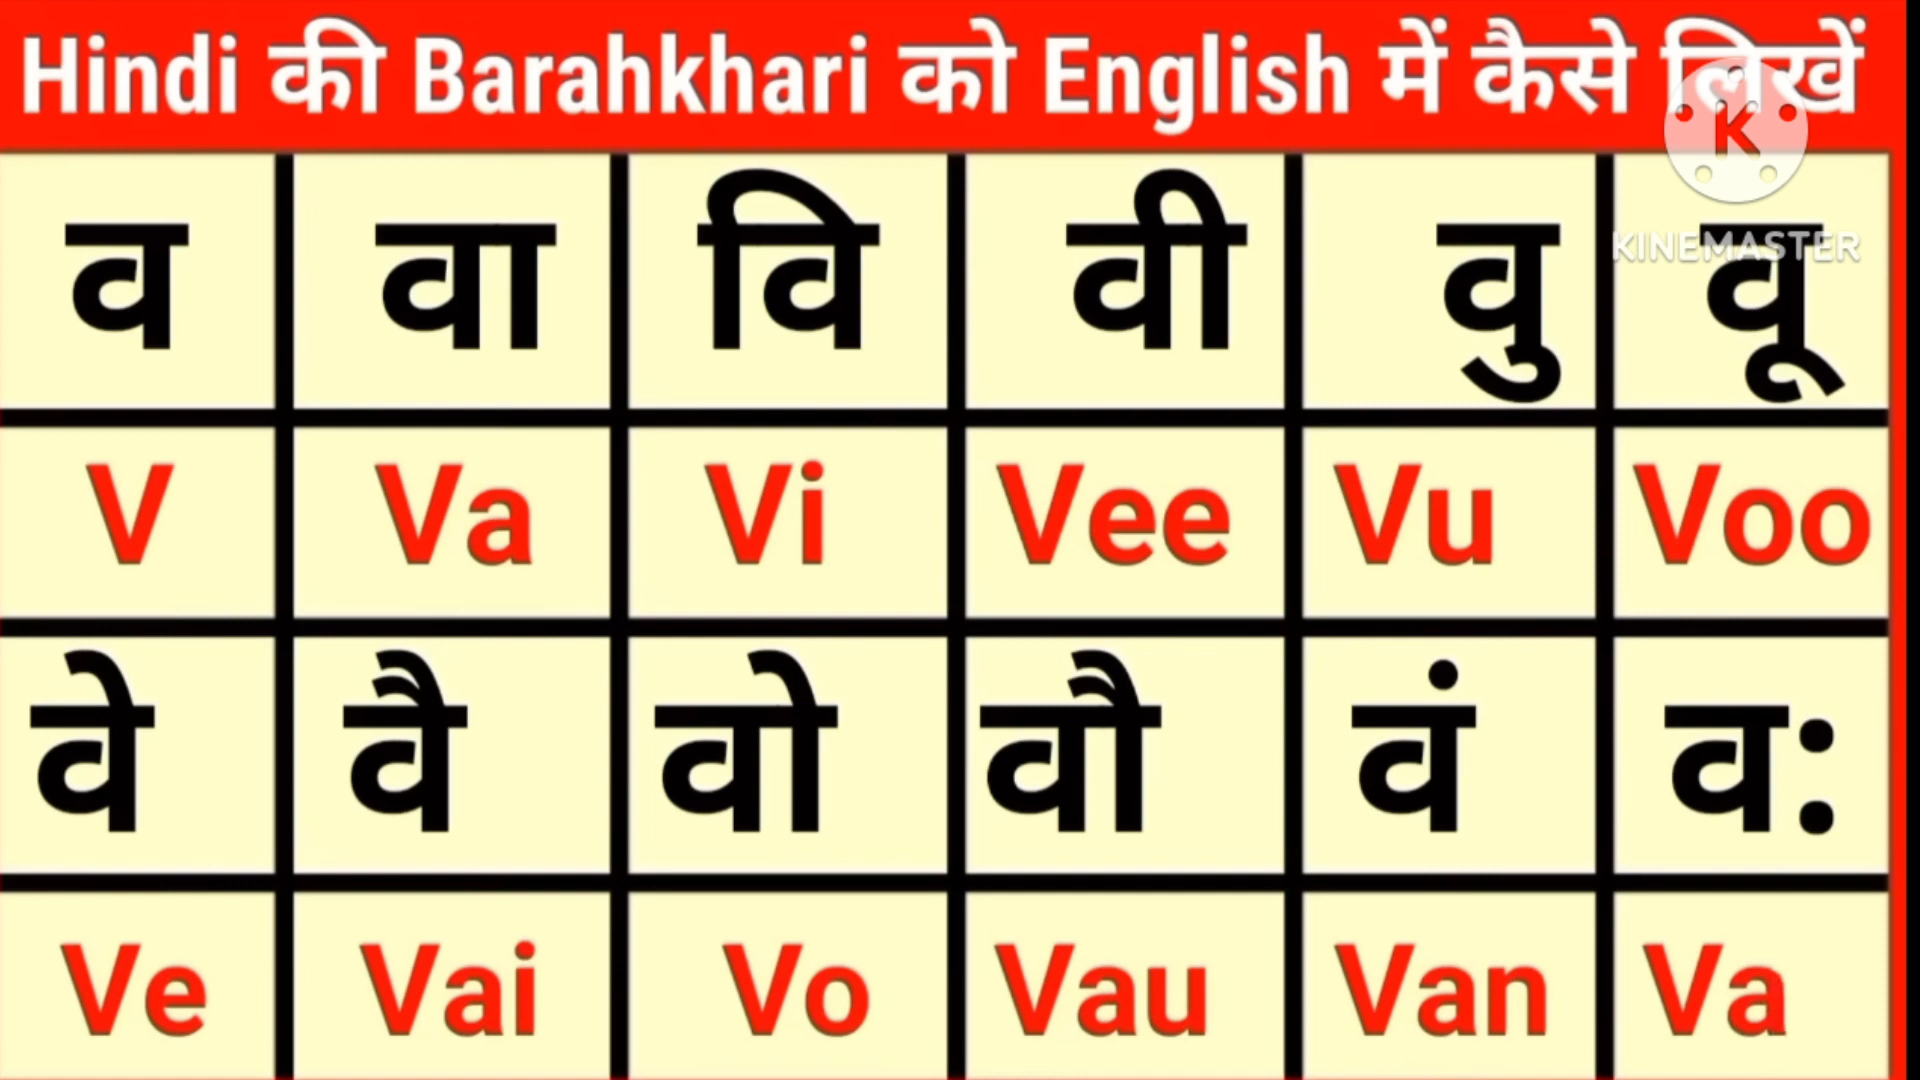 Hindi की Barahkhari को English में कैसे लिखें
K
KINEMASTER
व वा वि वी वु वू
V Va Vi Vee Vu Voo
वे वै वो वौ वं व:
Ve Vai Vo Vau Van Va